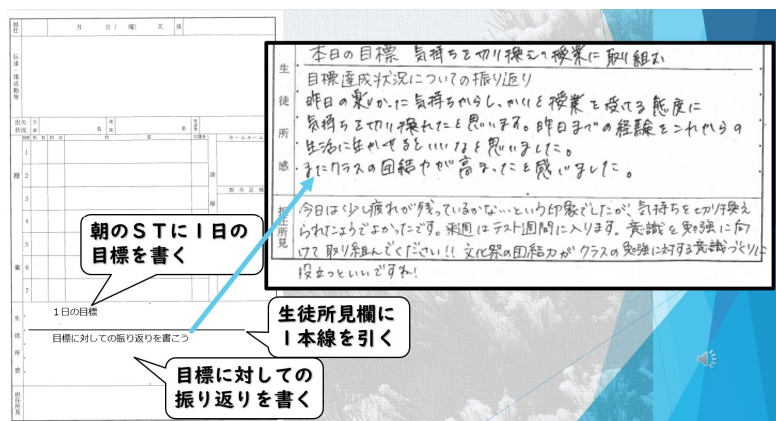 担任
月 日( 曜) 天 係
伝達・諸活動等
出欠状況
名
名
ホームルーム
1
授 2
3
4
業 6
7
担当区域
生徒所感
1日の目標
目標に対しての振り返りを書こう
担任所見
朝のSTに1日の
目標を書く
生徒所見欄に
1本線を引く
目標に対しての
振り返りを書く
生徒所感
本日の目標 気持ちを切り換えて授業に取り組む
目標達成状況についての振り返り
昨日の楽しかった気持ちからしっかりと授業を受ける態度に
気持ちを切り換れたと思います。昨日までの経験をこれからの
生活に生かせるといいなと思いました。
またクラスの団結力が高まったと感じました。
担任所見
今日は少し疲れが残っているかな…という印象でしたが、気持ちを切り換え
られたようでよかったです。来週はテスト週間に入ります。意識を勉強に向
けて取り組んでください!! 文化祭の団結力がクラスの勉強に対する意識づくりに
役立つといいですね!